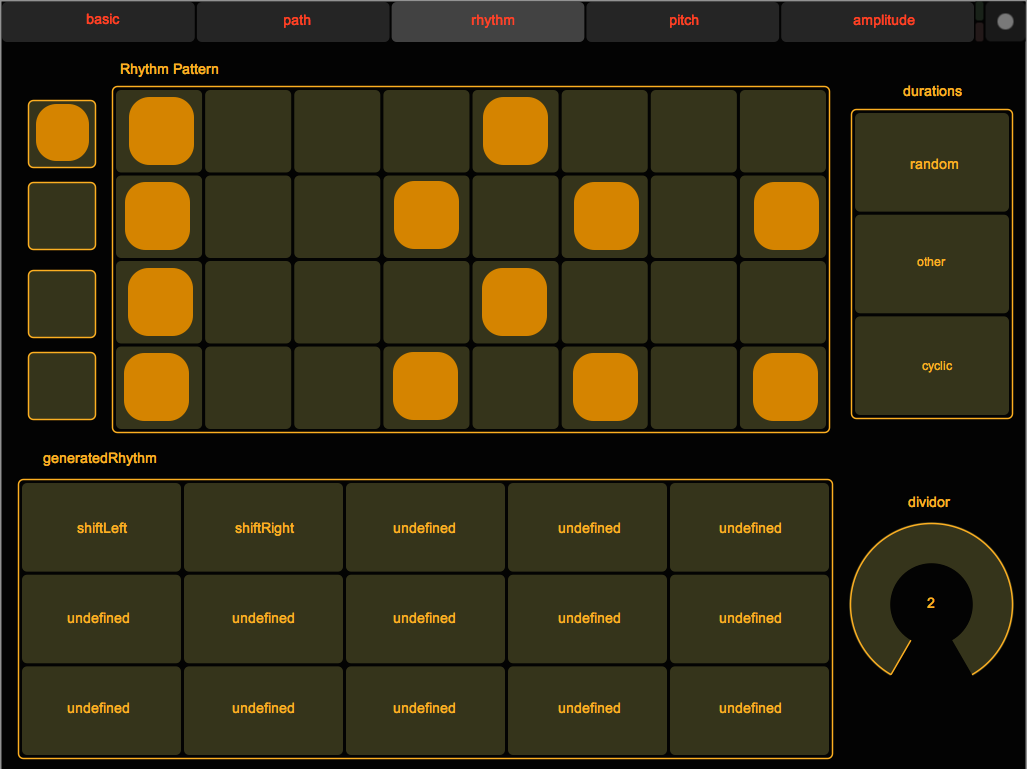 basic path rhythm pitch amplitude
Rhythm Pattern
durations
random
other
cyclic
generatedRhythm
dividor
shiftLeft shiftRight undefined undefined undefined
2
undefined undefined undefined undefined undefined
undefined undefined undefined undefined undefined